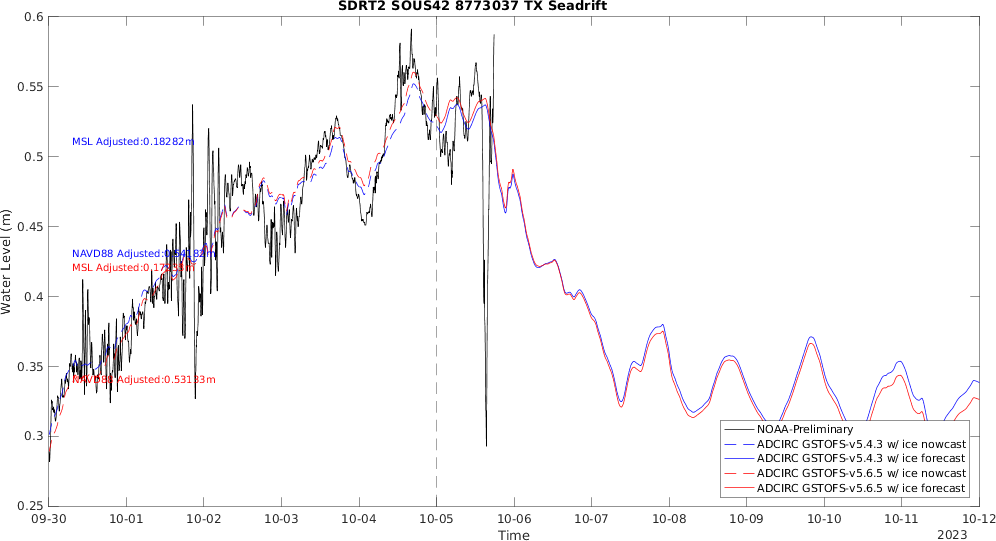 SDRT2 SOUS42 8773037 TX Seadrift
0.6
0.55
0.5
0.45
0.4
0.35
0.3
0.25
Water Level (m)
MSL Adjusted:0.18282m
NAVD88 Adjusted:
MSL Adjusted:
NAVD88 Adjusted:0.53133m
NOAA-Preliminary
ADCIRC GSTOFS-v5.4.3 w/ ice nowcast
ADCIRC GSTOFS-v5.4.3 w/ ice forecast
ADCIRC GSTOFS-v5.6.5 w/ ice nowcast
ADCIRC GSTOFS-v5.6.5 w/ ice forecast
09-30 10-01 10-02 10-03 10-04 10-05 10-06 10-07 10-08 10-09 10-10 10-11 10-12
Time
2023